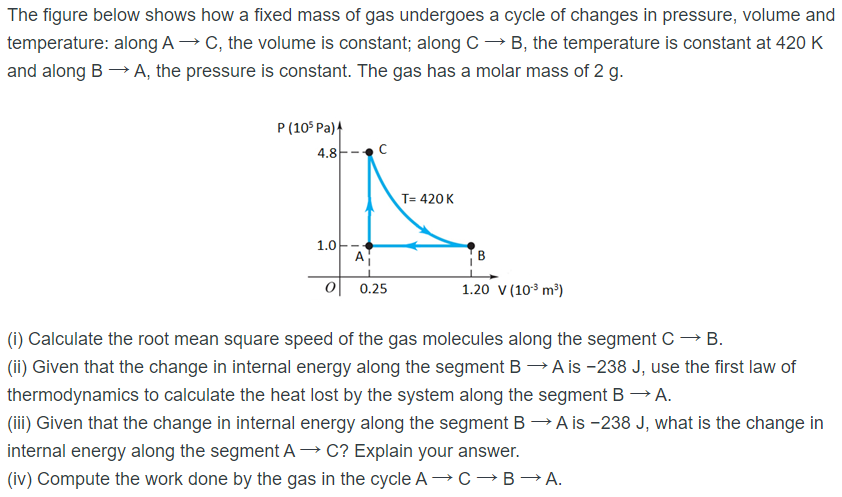 The figure below shows how a fixed mass of gas undergoes a cycle of changes in pressure, volume and
temperature: along A → C, the volume is constant; along C → B, the temperature is constant at 420 K
and along B → A, the pressure is constant. The gas has a molar mass of 2 g.
P (10⁵ Pa)
4.8
C
T= 420 K
1.0
A
B
O
0.25
1.20 V (10⁻³ m³)
(i) Calculate the root mean square speed of the gas molecules along the segment C → B.
(ii) Given that the change in internal energy along the segment B → A is −238 J, use the first law of
thermodynamics to calculate the heat lost by the system along the segment B → A.
(iii) Given that the change in internal energy along the segment B → A is −238 J, what is the change in
internal energy along the segment A → C? Explain your answer.
(iv) Compute the work done by the gas in the cycle A → C → B → A.